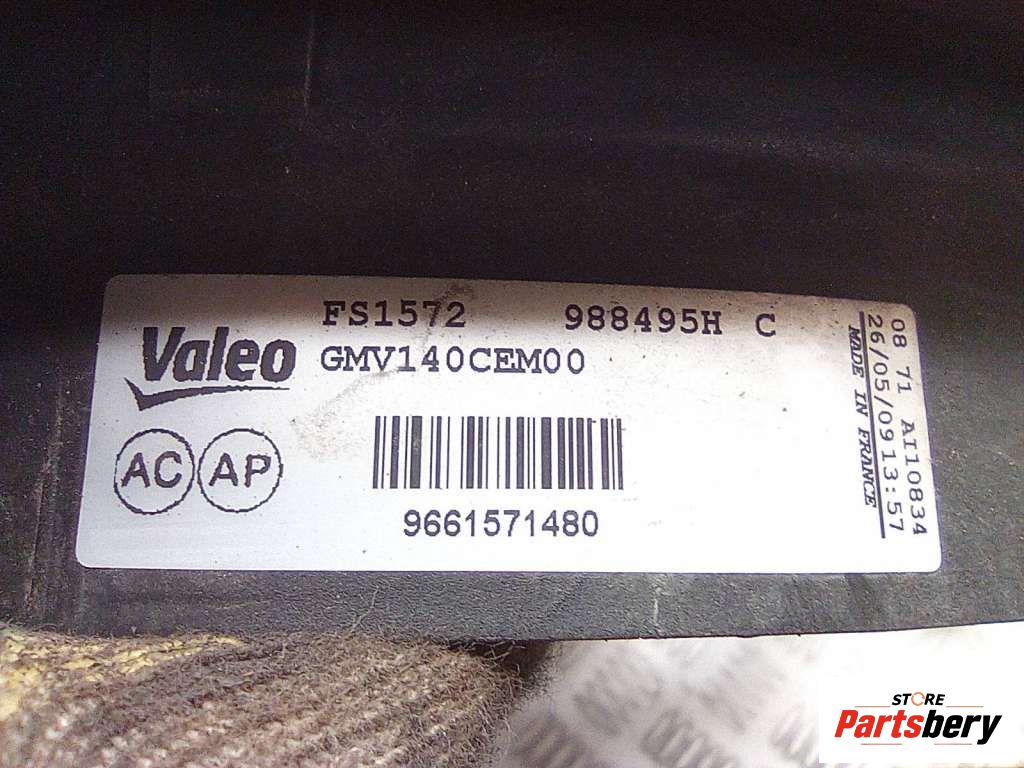 FS1572 988495H C
Valeo
GMV140CEM00
AC AP
9661571480
08 71 AI10834
26/05/09 13:57
MADE IN FRANCE
STORE
Partsbery